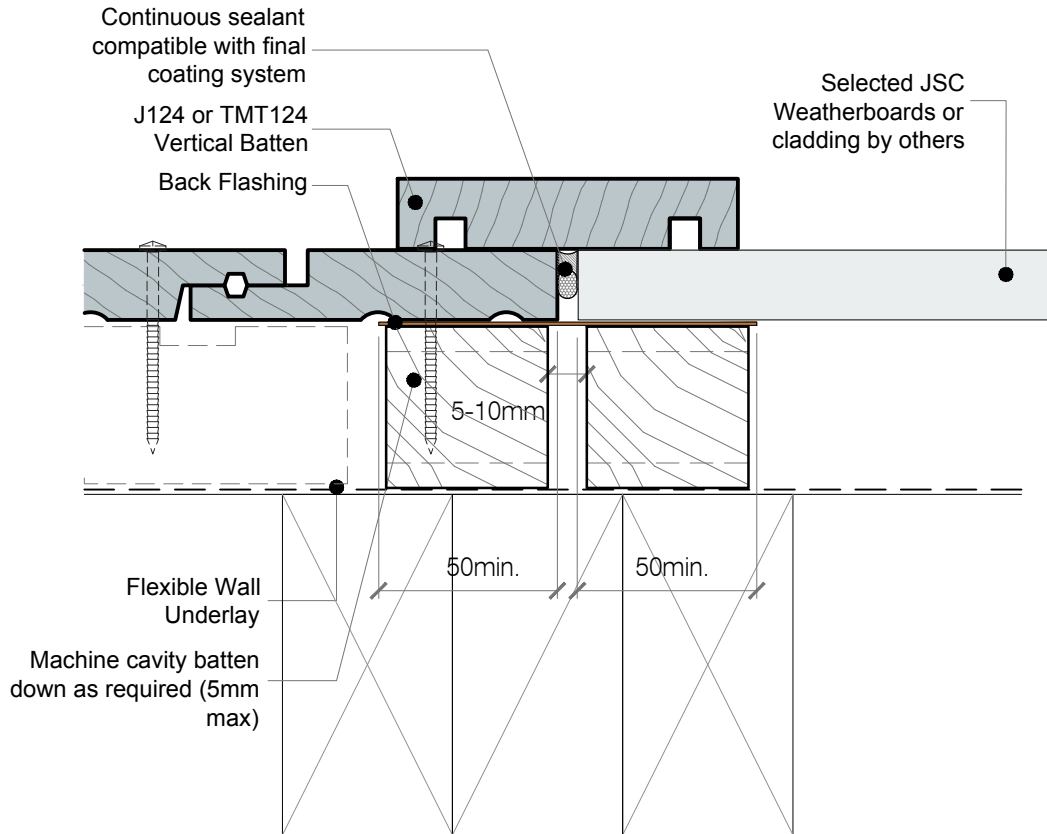 Continuous sealant
compatible with final
coating system
J124 or TMT124
Vertical Batten
Back Flashing
Selected JSC
Weatherboards or
cladding by others
5-10mm
50min.
50min.
Flexible Wall
Underlay
Machine cavity batten
down as required (5mm
max)